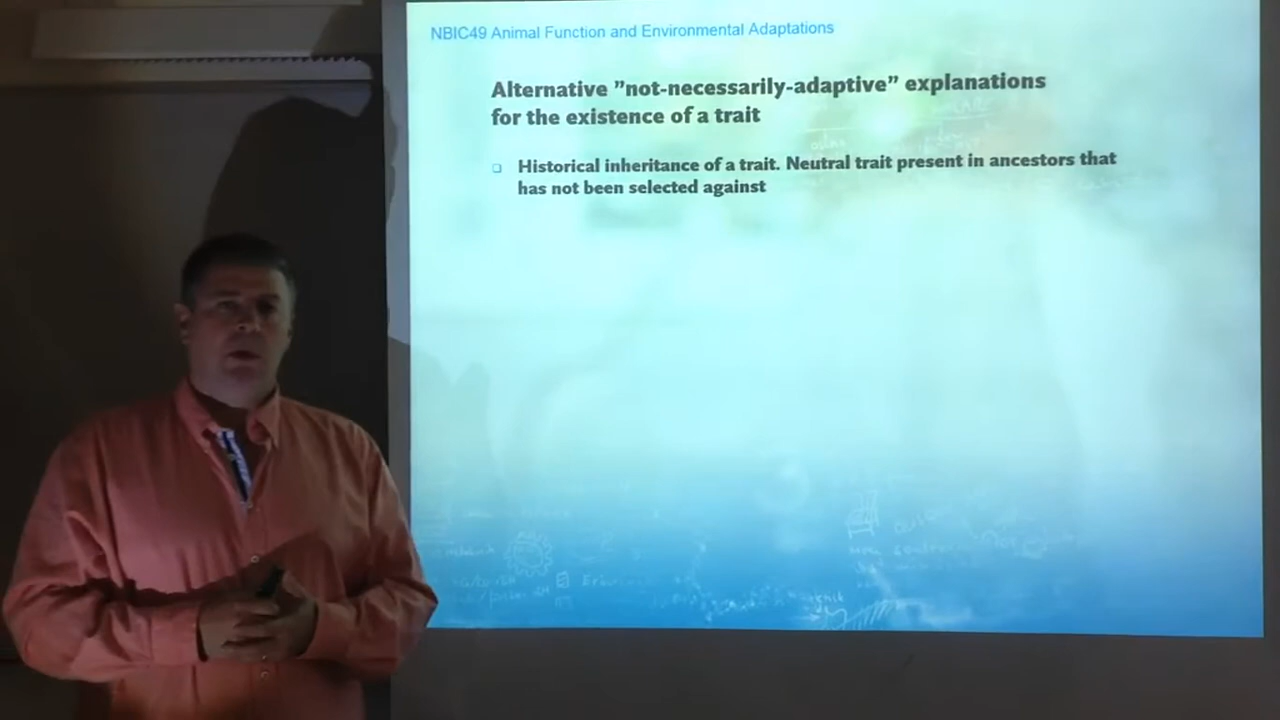 NBIC49 Animal Function and Environmental Adaptations
Alternative ”not-necessarily-adaptive” explanations
for the existence of a trait
❑ Historical inheritance of a trait. Neutral trait present in ancestors that
has not been selected against